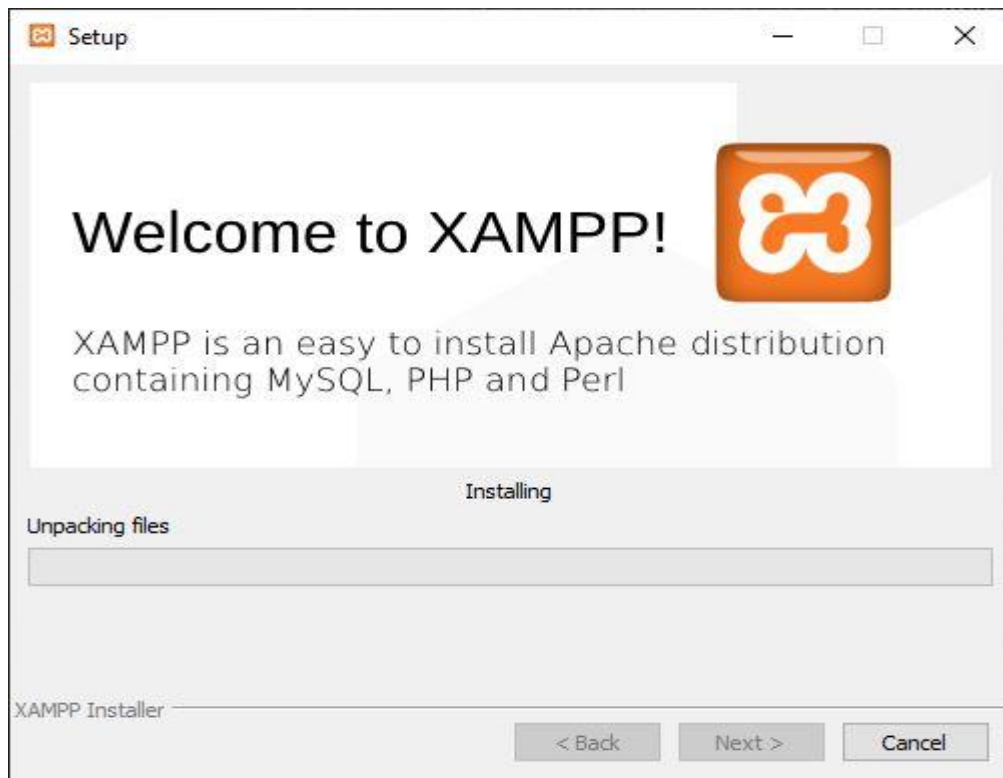 Setup
Welcome to XAMPP!
XAMPP is an easy to install Apache distribution
containing MySQL, PHP and Perl
Installing
Unpacking files
XAMPP Installer
< Back
Next >
Cancel